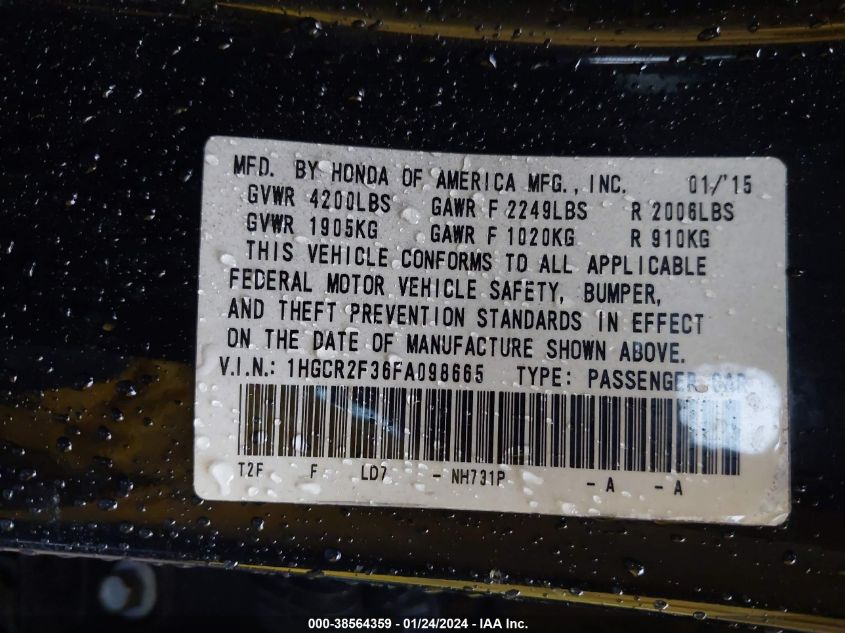 MFD. BY HONDA OF AMERICA MFG., INC. 01/'15
GVWR 4200LBS GAWR F 2249LBS R 2006LBS
GVWR 1905KG GAWR F 1020KG R 910KG
THIS VEHICLE CONFORMS TO ALL APPLICABLE
FEDERAL MOTOR VEHICLE SAFETY, BUMPER,
AND THEFT PREVENTION STANDARDS IN EFFECT
ON THE DATE OF MANUFACTURE SHOWN ABOVE.
V.I.N.: 1HGCR2F36FA098665 TYPE: PASSENGER CAR
T2F F LD7 - NH731P - A - A
000-38564359 - 01/24/2024 - IAA Inc.